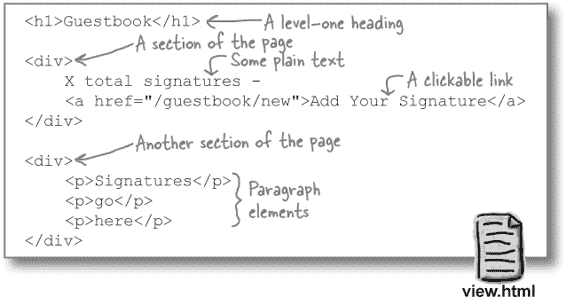 <h1>Guestbook</h1> A level-one heading
<div> A section of the page
Some plain text
X total signatures -
A clickable link
<a href="/guestbook/new">Add Your Signature</a>
</div>
<div> Another section of the page
<p>Signatures</p>
<p>go</p> Paragraph
<p>here</p> elements
</div>
view.html